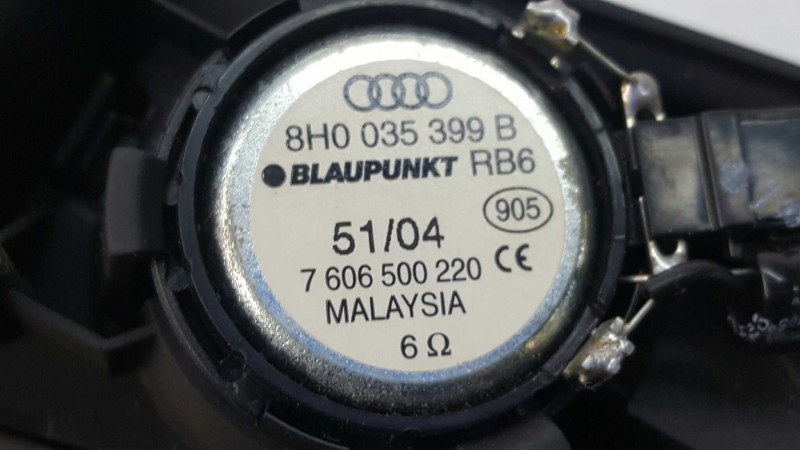 8H0 035 399 B
BLAUPUNKT RB6
905
51/04
7 606 500 220 CE
MALAYSIA
6 Ω